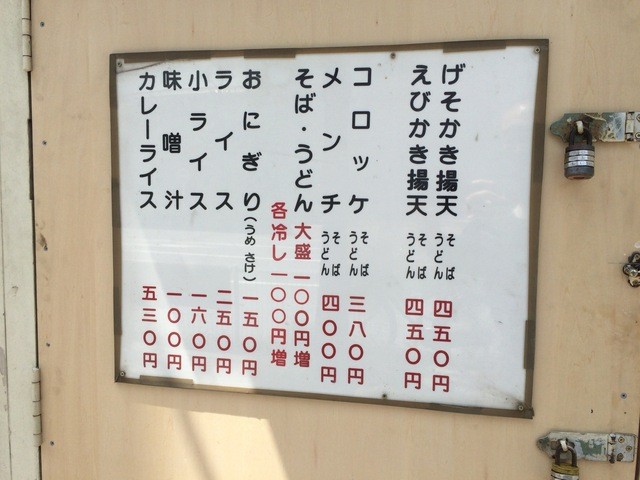 げそかき揚天 そば うどん 四五〇円
えびかき揚天 そば うどん 四五〇円
コロッケ そば うどん 三八〇円
メンチ そば うどん 四〇〇円
そば・うどん 大盛一〇〇円増
各冷し一〇〇円増
おにぎり(うめ さけ) 一五〇円
ライス 二五〇円
小ライス 一六〇円
味噌汁 一〇〇円
カレーライス 五三〇円